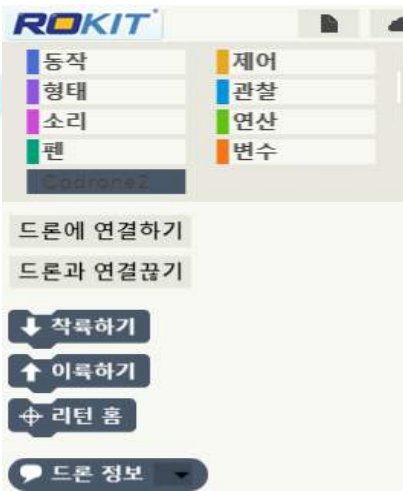 ROKIT
동작 제어
형태 관찰
소리 연산
펜 변수
Codrone2
드론에 연결하기
드론과 연결끊기
착륙하기
이륙하기
리턴 홈
드론 정보